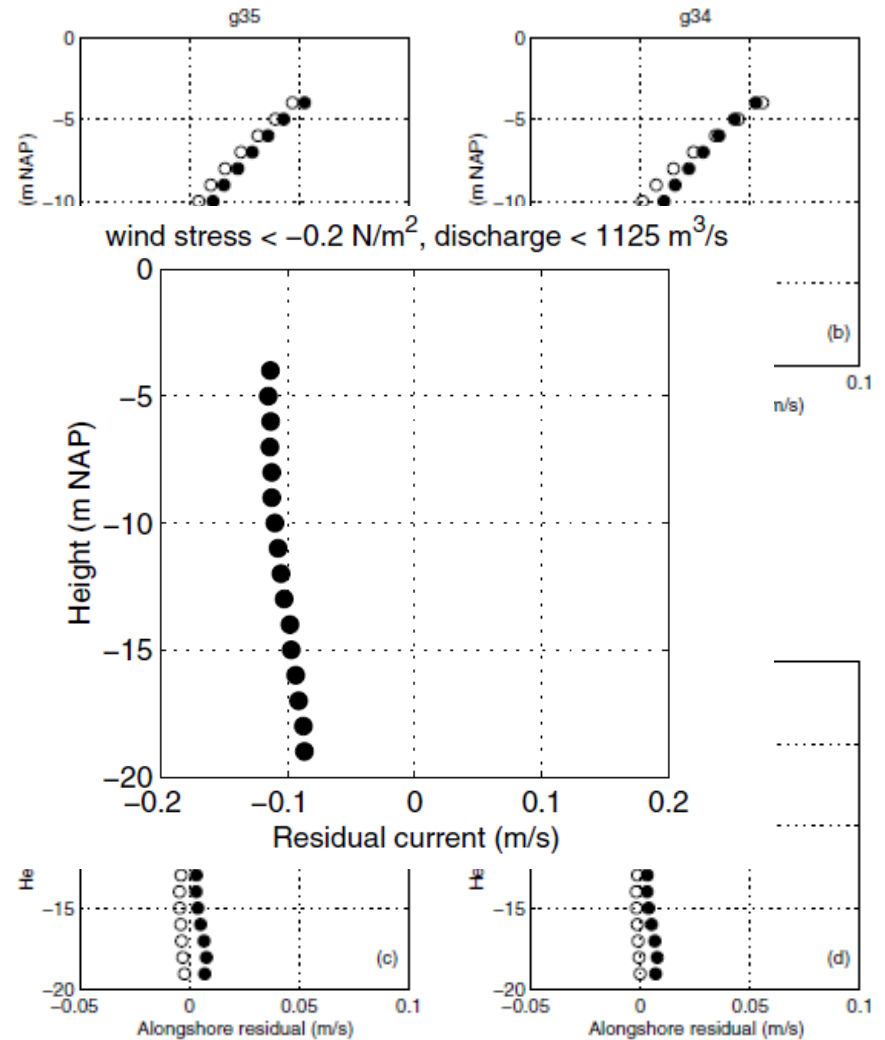 g35
g34
0
0
−5
−5
(m NAP)
(m NAP)
−10
−10
wind stress < −0.2 N/m², discharge < 1125 m³/s
0
−5
−10
−15
−20
Height (m NAP)
−0.2
−0.1
0
0.1
0.2
Residual current (m/s)
(b)
0.1
m/s)
He
He
−15
−15
(c)
(d)
−20
−20
−0.05
0
0.05
0.1
−0.05
0
0.05
0.1
Alongshore residual (m/s)
Alongshore residual (m/s)